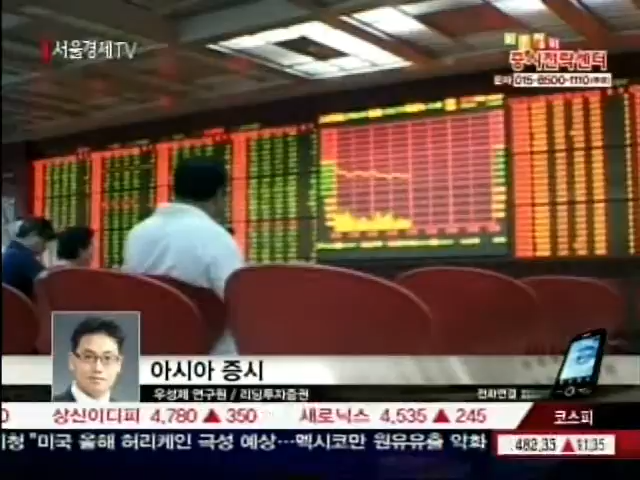 서울경제TV
증시전략센터
015-8500-1110
아시아 증시
우성제 연구원 / 리딩투자증권
전화연결
0 상신이디피 4,780 ▲ 350 새로닉스 4,535 ▲ 245 코스피
청 "미국 올해 허리케인 극성 예상…멕시코만 원유유출 악화
482.33 ▲ 11.35